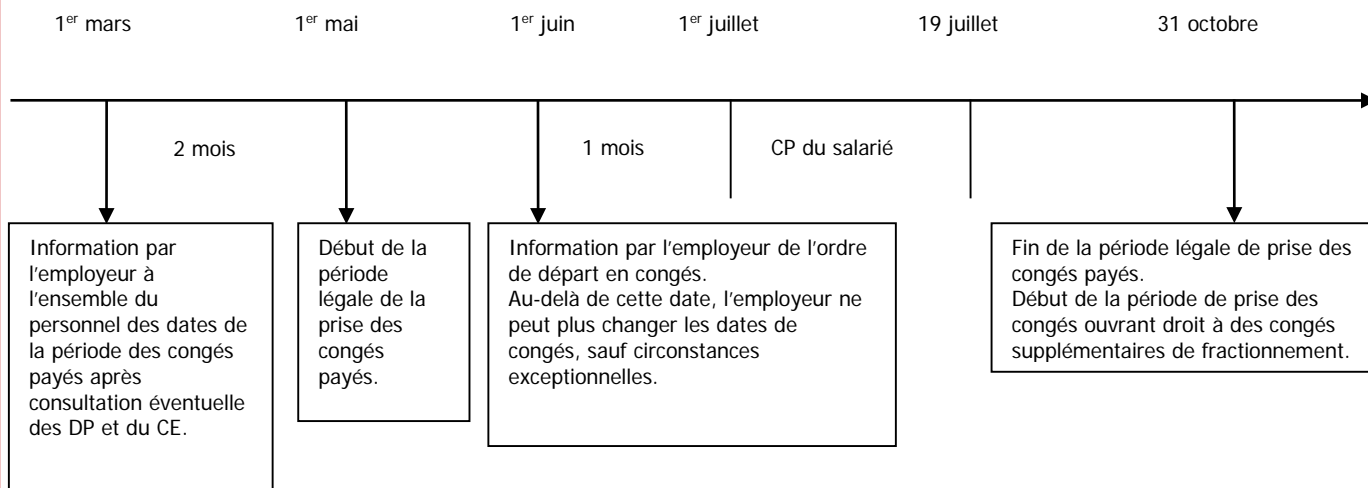 1er mars 1er mai 1er juin 1er juillet 19 juillet 31 octobre
2 mois 1 mois CP du salarié
Information par
l'employeur à
l'ensemble du
personnel des dates de
la période des congés
payés après
consultation éventuelle
des DP et du CE.
Début de la
période
légale de la
prise des
congés
payés.
Information par l'employeur de l'ordre
de départ en congés.
Au-delà de cette date, l'employeur ne
peut plus changer les dates de
congés, sauf circonstances
exceptionnelles.
Fin de la période légale de prise des
congés payés.
Début de la période de prise des
congés ouvrant droit à des congés
supplémentaires de fractionnement.